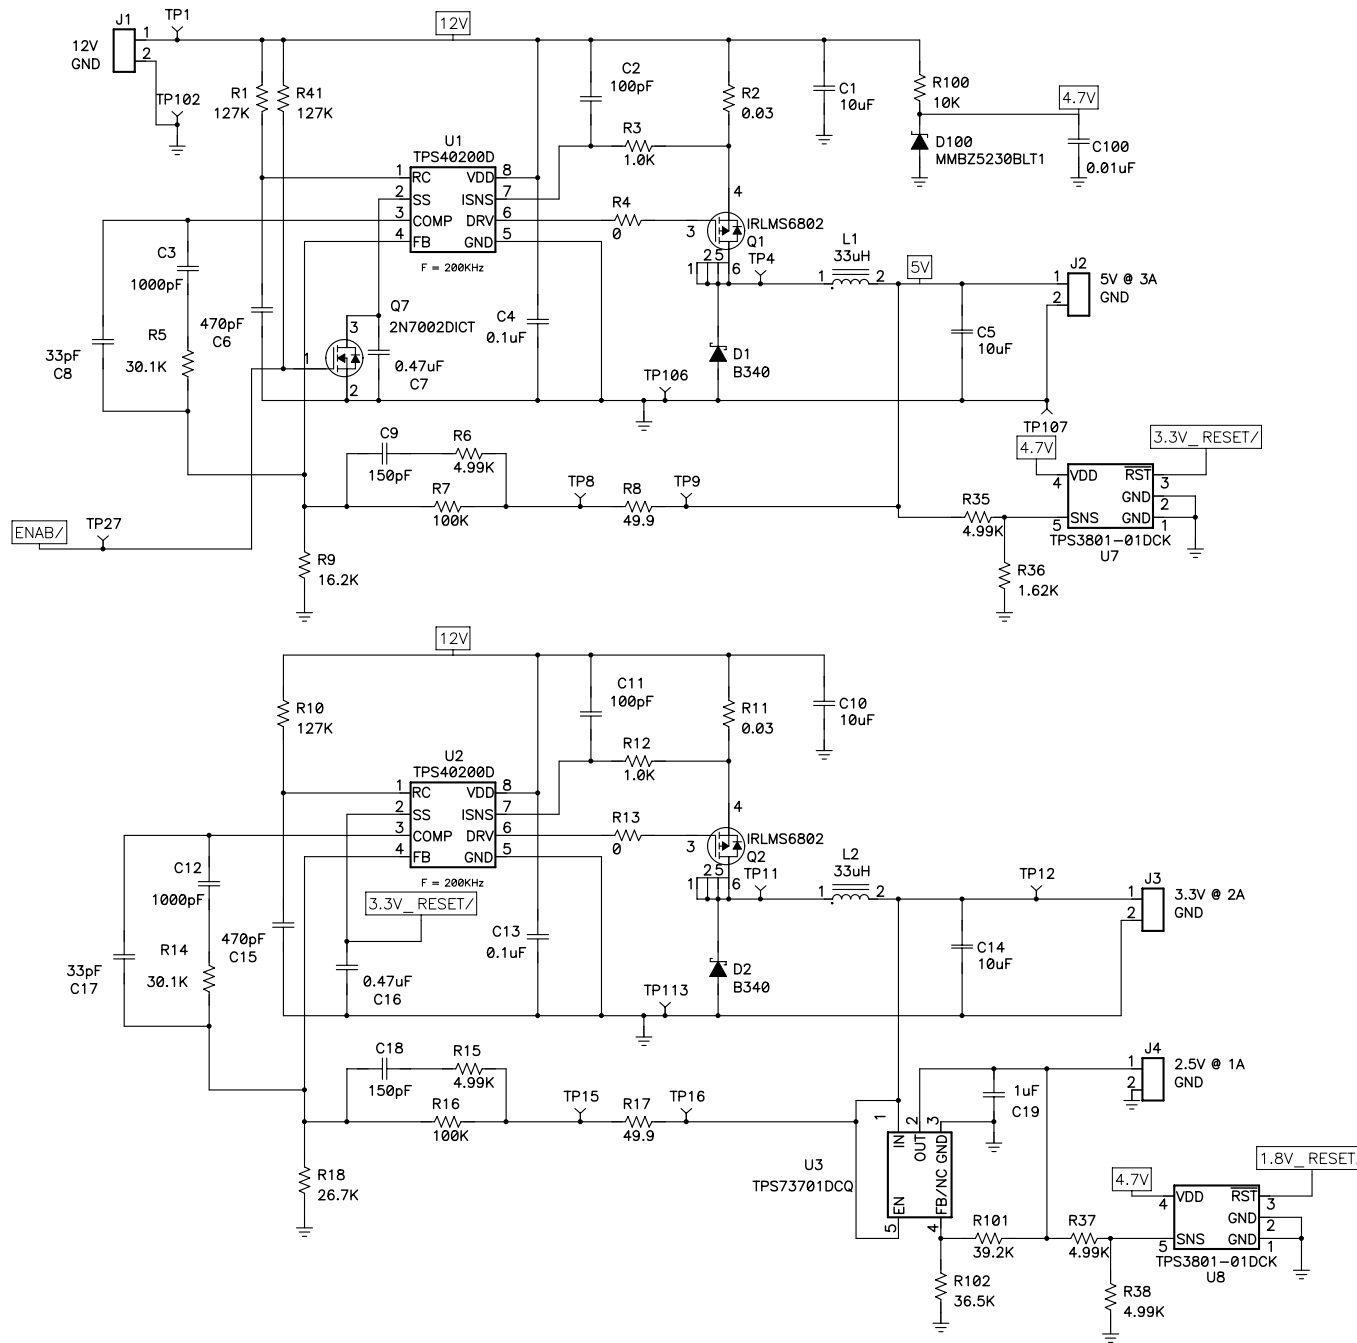 J1
TP1
12V
1
2
12V
GND
TP102
R1
127K
R41
127K
C2
100pF
R2
0.03
C1
10uF
R100
10K
4.7V
D100
MMBZ5230BLT1
C100
0.01uF
U1
TPS40200D
R3
1.0K
1 RC VDD 8
2 SS ISNS 7
3 COMP DRV 6
4 FB GND 5
F = 200KHz
R4
0
4
3
IRLMS6802
Q1
1 2 5 6
TP4
L1
33uH
1 2
5V
J2
1
2
5V @ 3A
GND
C3
1000pF
R5
30.1K
33pF
C8
470pF
C6
Q7
2N7002DICT
3
1
2
0.47uF
C7
C4
0.1uF
D1
B340
C5
10uF
TP106
TP107
4.7V
3.3V_RESET/
C9
150pF
R6
4.99K
R7
100K
TP8
R8
49.9
TP9
R35
4.99K
4 VDD RST 3
GND 2
5 SNS GND 1
TPS3801-01DCK
U7
R36
1.62K
ENAB/
TP27
R9
16.2K
12V
R10
127K
C11
100pF
R11
0.03
C10
10uF
U2
TPS40200D
R12
1.0K
1 RC VDD 8
2 SS ISNS 7
3 COMP DRV 6
4 FB GND 5
F = 200KHz
R13
0
4
3
IRLMS6802
Q2
1 2 5 6
TP11
L2
33uH
1 2
TP12
J3
1
2
3.3V @ 2A
GND
C12
1000pF
R14
30.1K
33pF
C17
470pF
C15
3.3V_RESET/
0.47uF
C16
C13
0.1uF
D2
B340
C14
10uF
TP113
C18
150pF
R15
4.99K
R16
100K
TP15
R17
49.9
TP16
J4
1
2
2.5V @ 1A
GND
1uF
C19
1 2 3
IN OUT GND
U3
TPS73701DCQ
EN FB/NC
5 4
R18
26.7K
R101
39.2K
R102
36.5K
R37
4.99K
R38
4.99K
4.7V
1.8V_RESET
4 VDD RST 3
GND 2
5 SNS GND 1
TPS3801-01DCK
U8